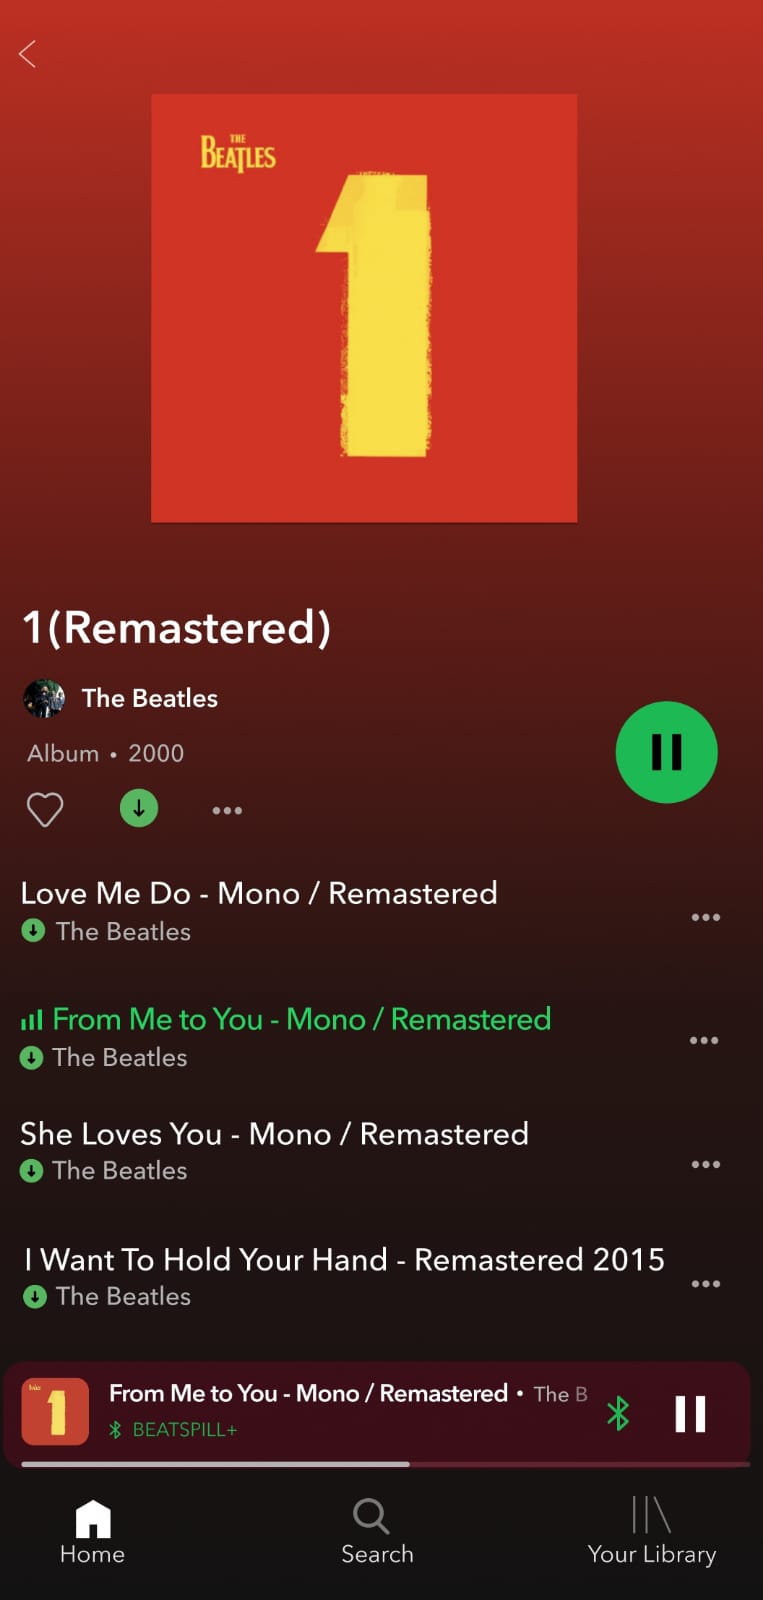 THE
BEATLES
1
1(Remastered)
The Beatles
Album • 2000
Love Me Do - Mono / Remastered
The Beatles
From Me to You - Mono / Remastered
The Beatles
She Loves You - Mono / Remastered
The Beatles
I Want To Hold Your Hand - Remastered 2015
The Beatles
1
From Me to You - Mono / Remastered • The B
BEATSPILL+
Home
Search
Your Library